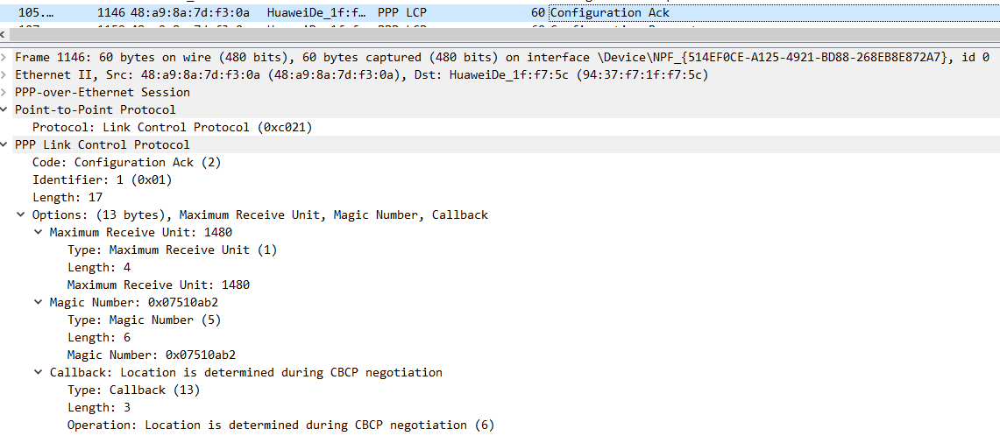 105.… 1146 48:a9:8a:7d:f3:0a HuaweiDe_1f:f… PPP LCP 60 Configuration Ack
Frame 1146: 60 bytes on wire (480 bits), 60 bytes captured (480 bits) on interface \Device\NPF_{514EF0CE-A125-4921-BD88-268EB8E872A7}, id 0
Ethernet II, Src: 48:a9:8a:7d:f3:0a (48:a9:8a:7d:f3:0a), Dst: HuaweiDe_1f:f7:5c (94:37:f7:1f:f7:5c)
PPP-over-Ethernet Session
Point-to-Point Protocol
Protocol: Link Control Protocol (0xc021)
PPP Link Control Protocol
Code: Configuration Ack (2)
Identifier: 1 (0x01)
Length: 17
Options: (13 bytes), Maximum Receive Unit, Magic Number, Callback
Maximum Receive Unit: 1480
Type: Maximum Receive Unit (1)
Length: 4
Maximum Receive Unit: 1480
Magic Number: 0x07510ab2
Type: Magic Number (5)
Length: 6
Magic Number: 0x07510ab2
Callback: Location is determined during CBCP negotiation
Type: Callback (13)
Length: 3
Operation: Location is determined during CBCP negotiation (6)